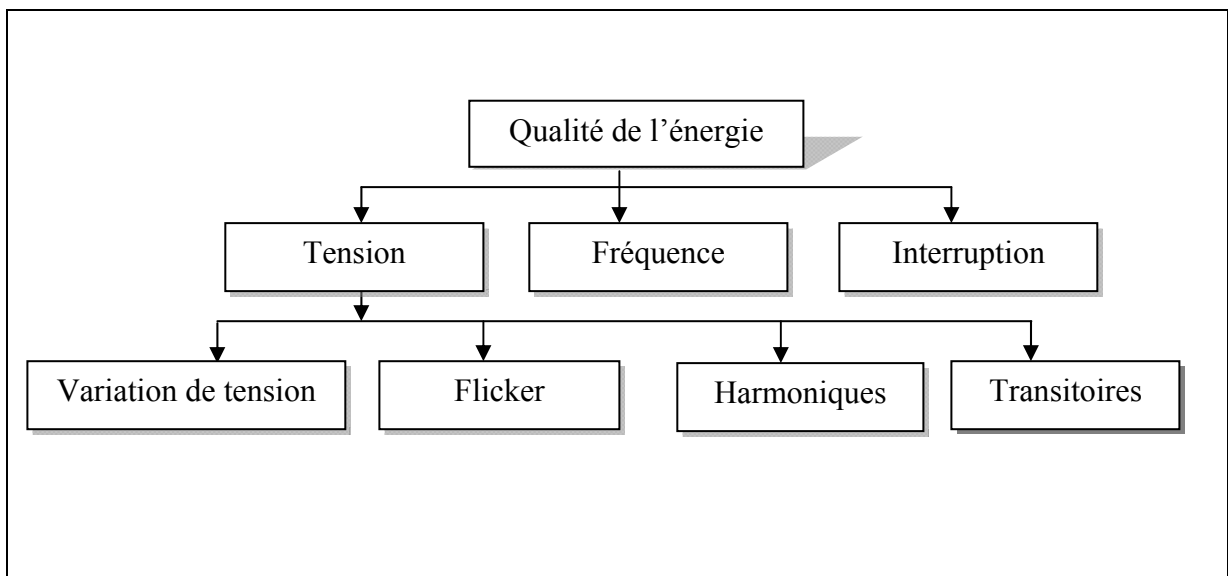 Qualité de l’énergie
Tension
Fréquence
Interruption
Variation de tension
Flicker
Harmoniques
Transitoires